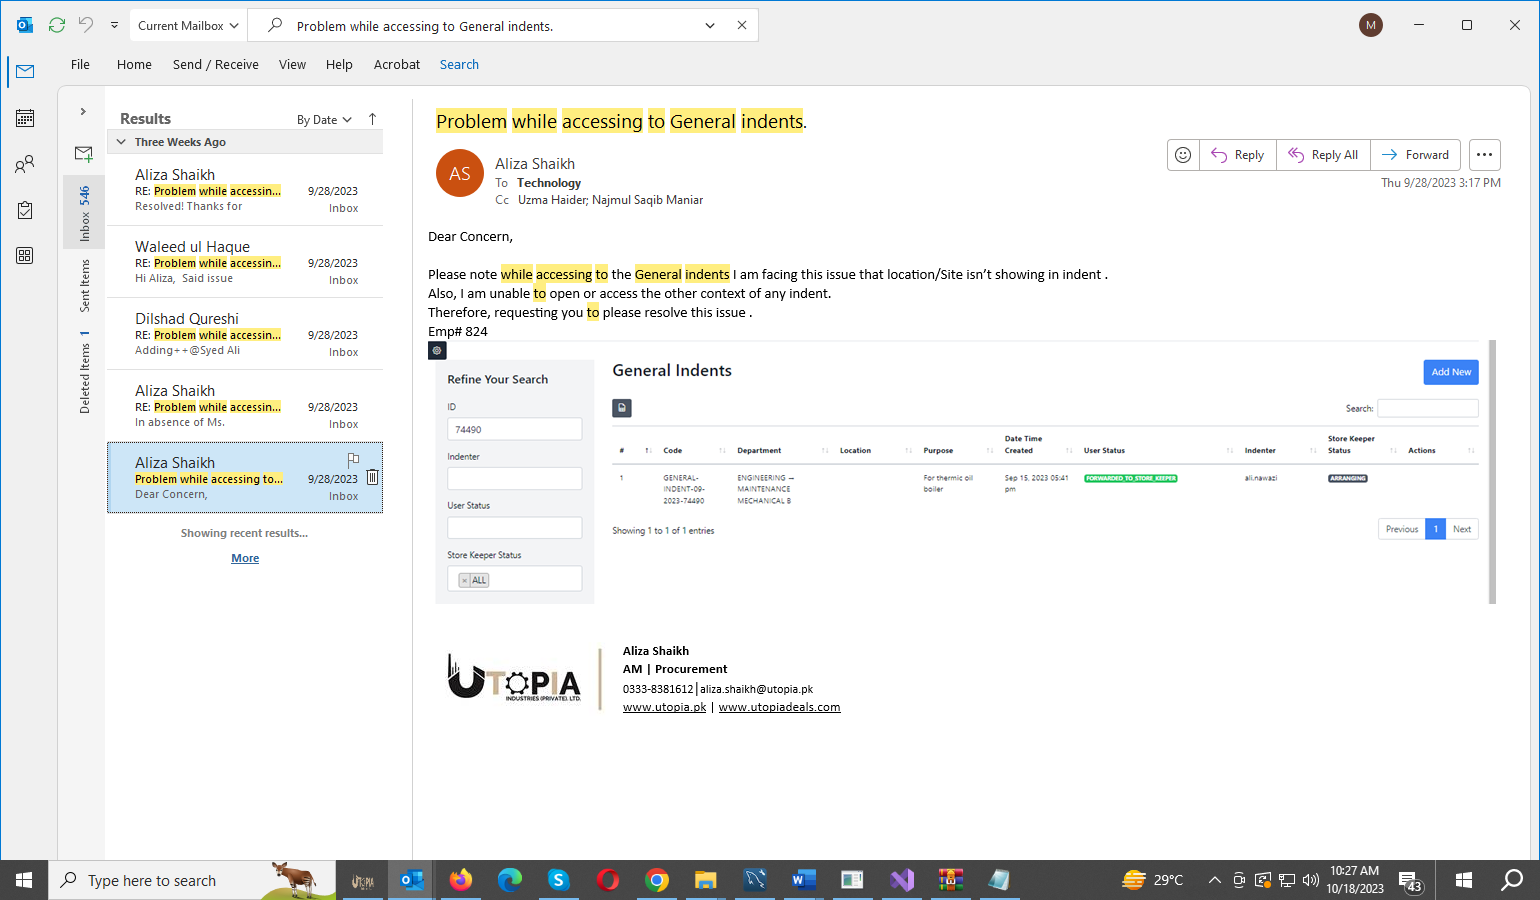 Current Mailbox
Problem while accessing to General indents.
M
File Home Send / Receive View Help Acrobat Search
Results By Date
Three Weeks Ago
Aliza Shaikh
RE: Problem while accessin... 9/28/2023
Resolved! Thanks for Inbox
Waleed ul Haque
RE: Problem while accessin... 9/28/2023
Hi Aliza, Said issue Inbox
Dilshad Qureshi
RE: Problem while accessin... 9/28/2023
Adding++@Syed Ali Inbox
Aliza Shaikh
RE: Problem while accessin... 9/28/2023
In absence of Ms. Inbox
Aliza Shaikh
Problem while accessing to... 9/28/2023
Dear Concern, Inbox
Showing recent results...
More
Inbox 546
Sent Items
Deleted Items 1
Problem while accessing to General indents.
AS
Aliza Shaikh
To Technology
Cc Uzma Haider; Najmul Saqib Maniar
Reply Reply All Forward
Thu 9/28/2023 3:17 PM
Dear Concern,
Please note while accessing to the General indents I am facing this issue that location/Site isn't showing in indent .
Also, I am unable to open or access the other context of any indent.
Therefore, requesting you to please resolve this issue .
Emp# 824
Refine Your Search
ID
74490
Indenter
User Status
Store Keeper Status
× ALL
General Indents
Add New
Search:
# Code Department Location Purpose Date Time Created User Status Indenter Store Keeper Status Actions
1 GENERAL-INDENT-09-2023-74490 ENGINEERING -- MAINTENANCE MECHANICAL B For thermic oil boiler Sep 15, 2023 05:41 pm FORWARDED_TO_STORE_KEEPER ali.nawazi ARRANGING
Showing 1 to 1 of 1 entries
Previous 1 Next
UTOPIA
INDUSTRIES (PRIVATE). LTD.
Aliza Shaikh
AM | Procurement
0333-8381612|aliza.shaikh@utopia.pk
www.utopia.pk | www.utopiadeals.com
Type here to search
UTOPIA
29°C
10:27 AM
10/18/2023
43